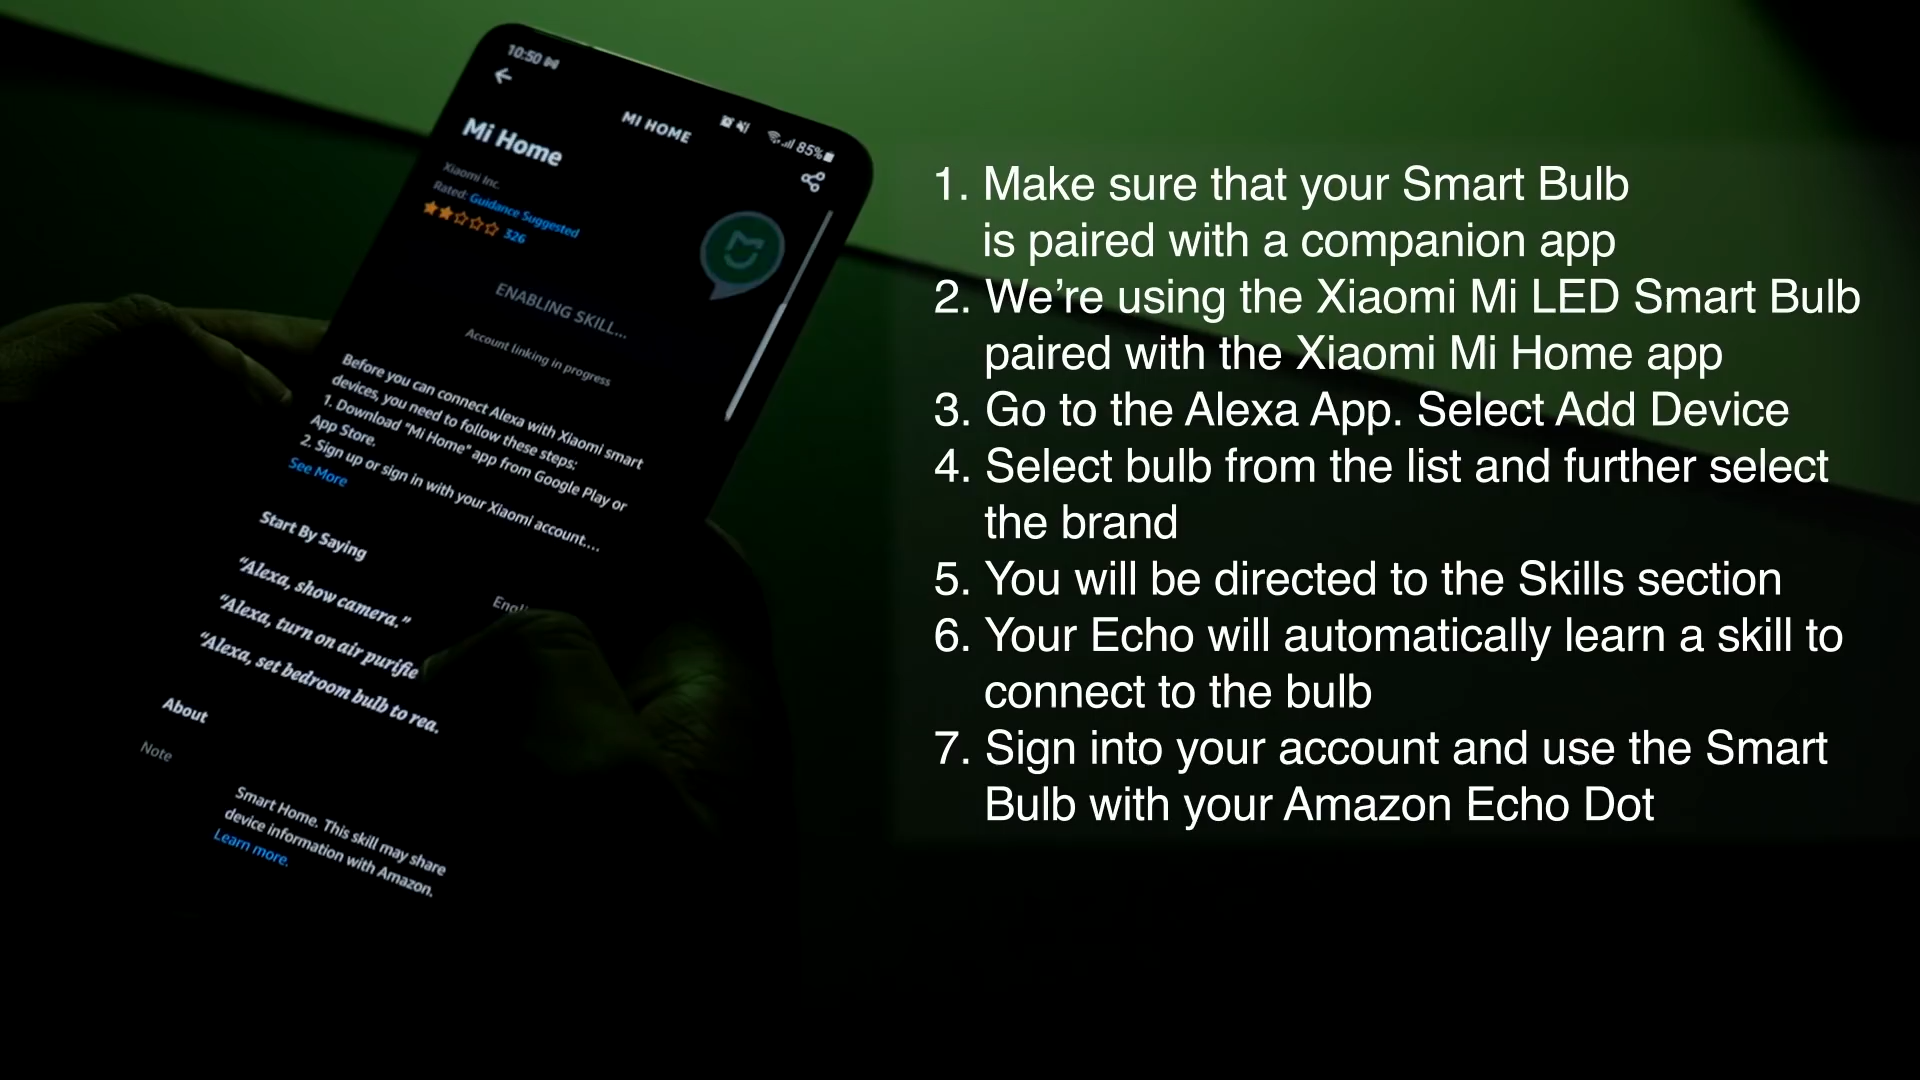 10:50
85%
MI HOME
Mi Home
Xiaomi Inc.
Rated: Guidance Suggested
326
ENABLING SKILL...
Account linking in progress
Before you can connect Alexa with Xiaomi smart
devices, you need to follow these steps:
1. Download "Mi Home" app from Google Play or
App Store.
2. Sign up or sign in with your Xiaomi account....
See More
Start By Saying
Engli
"Alexa, show camera."
"Alexa, turn on air purifie
"Alexa, set bedroom bulb to rea.
About
Note
Smart Home. This skill may share
device information with Amazon.
Learn more.
1. Make sure that your Smart Bulb
is paired with a companion app
2. We're using the Xiaomi Mi LED Smart Bulb
paired with the Xiaomi Mi Home app
3. Go to the Alexa App. Select Add Device
4. Select bulb from the list and further select
the brand
5. You will be directed to the Skills section
6. Your Echo will automatically learn a skill to
connect to the bulb
7. Sign into your account and use the Smart
Bulb with your Amazon Echo Dot